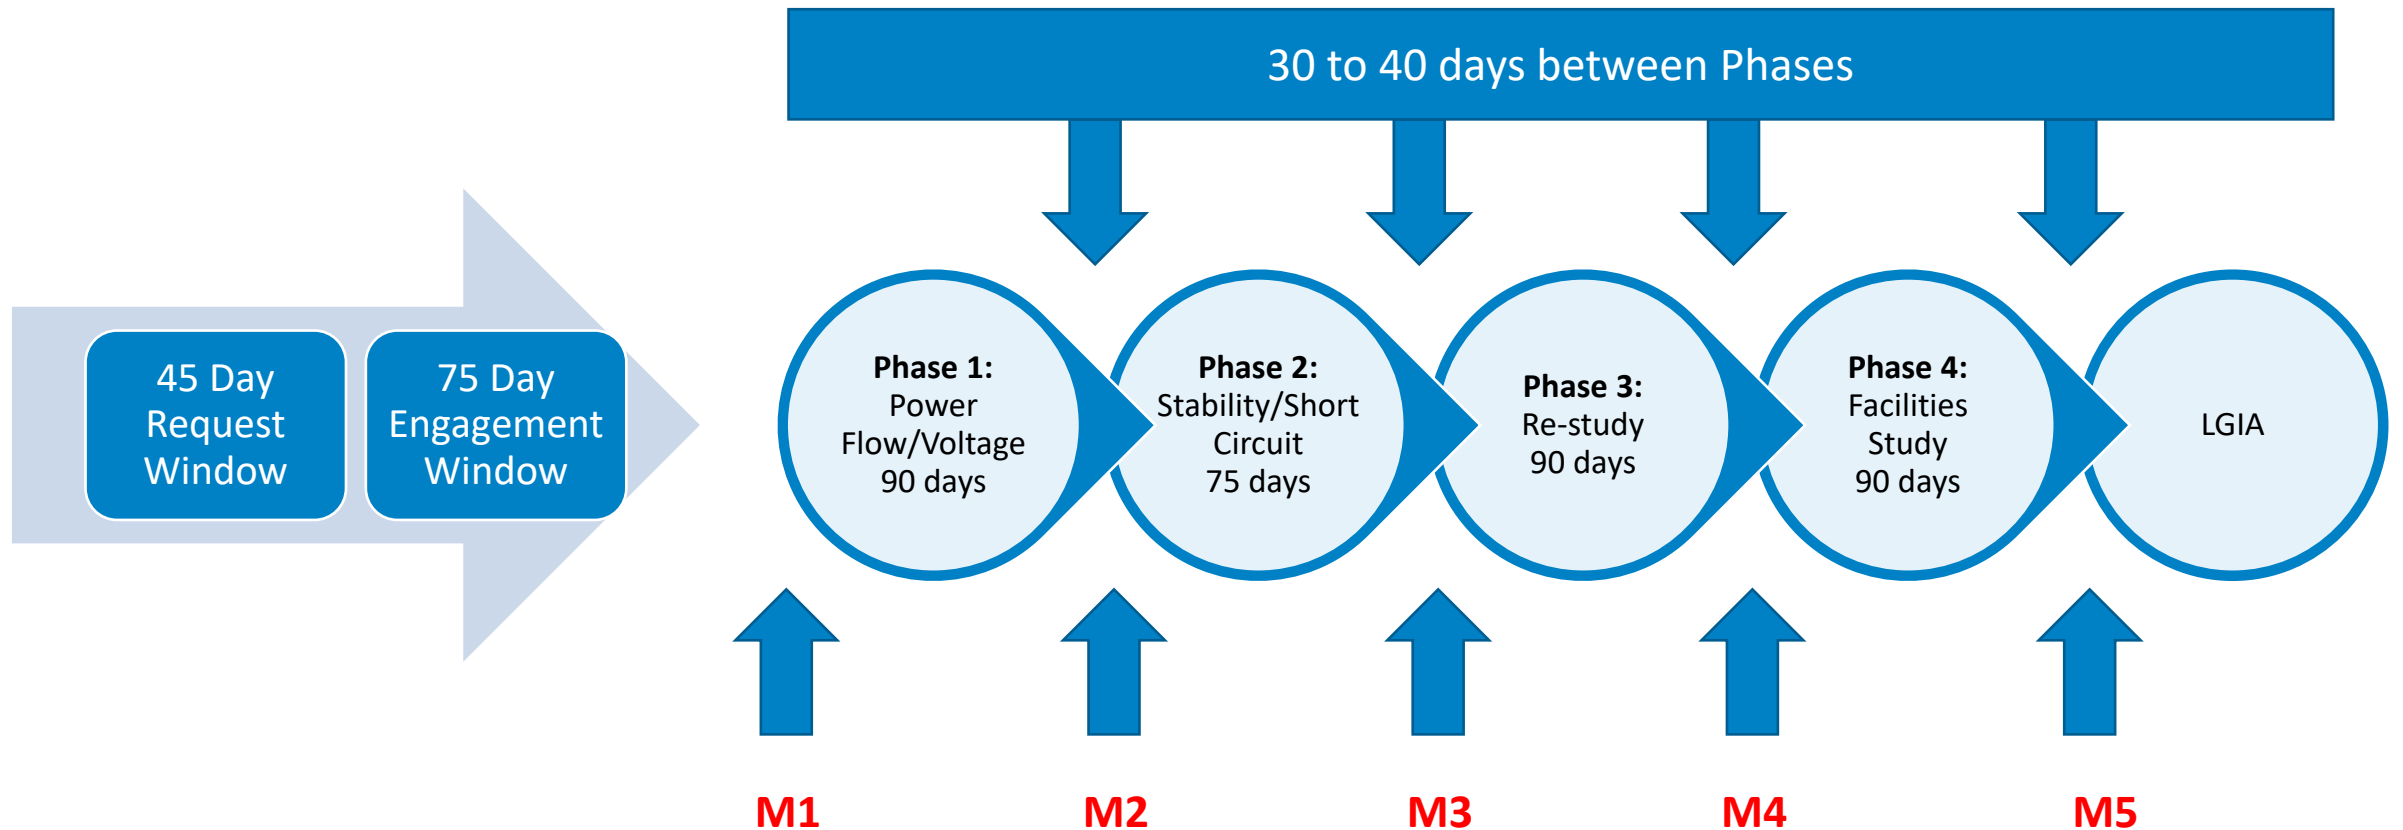 30 to 40 days between Phases
45 Day
Request
Window
75 Day
Engagement
Window
Phase 1:
Power
Flow/Voltage
90 days
Phase 2:
Stability/Short
Circuit
75 days
Phase 3:
Re-study
90 days
Phase 4:
Facilities
Study
90 days
LGIA
M1
M2
M3
M4
M5